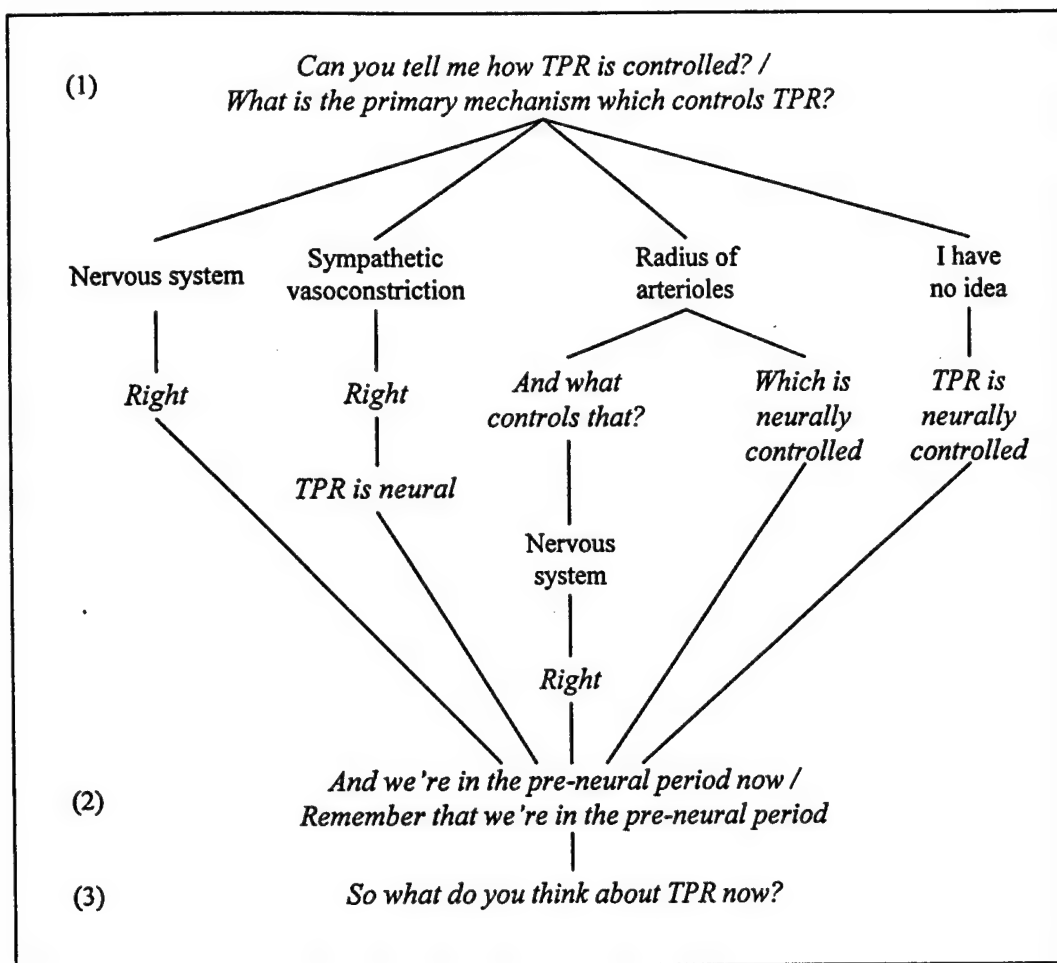 (1)
Can you tell me how TPR is controlled? /
What is the primary mechanism which controls TPR?
Nervous system
Sympathetic
vasoconstriction
Radius of
arterioles
I have
no idea
Right
Right
And what
controls that?
Which is
neurally
controlled
TPR is
neurally
controlled
TPR is neural
Nervous
system
Right
(2)
And we're in the pre-neural period now /
Remember that we're in the pre-neural period
(3)
So what do you think about TPR now?